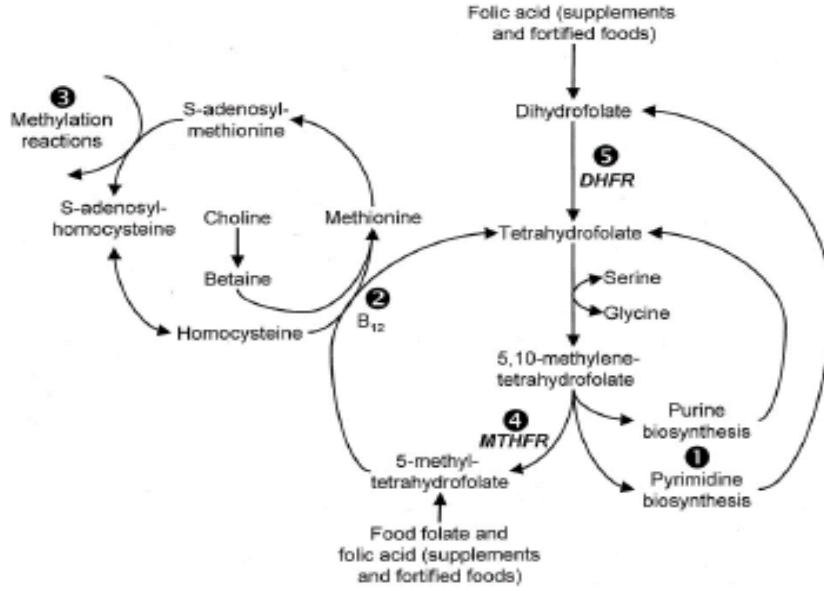 Folic acid (supplements
and fortified foods)
3
Methylation
reactions
S-adenosyl-
methionine
Dihydrofolate
5
DHFR
S-adenosyl-
homocysteine
Choline
Methionine
Tetrahydrofolate
Betaine
Serine
2
B12
Glycine
Homocysteine
5,10-methylene-
tetrahydrofolate
4
MTHFR
Purine
biosynthesis
1
Pyrimidine
biosynthesis
5-methyl-
tetrahydrofolate
Food folate and
folic acid (supplements
and fortified foods)